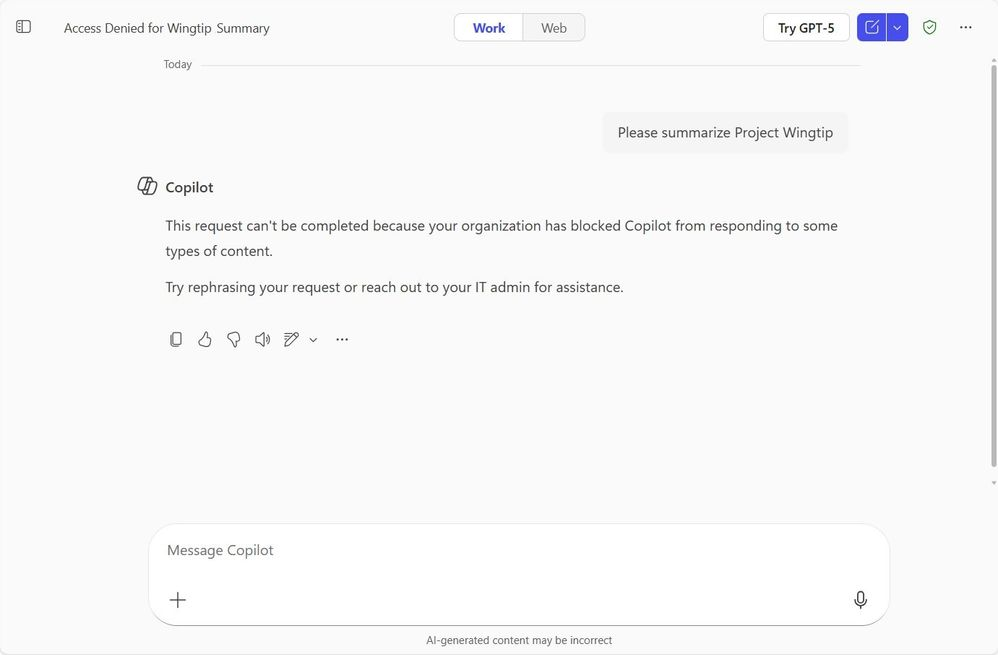 Access Denied for Wingtip Summary
Work
Web
Try GPT-5
Today
Please summarize Project Wingtip
Copilot
This request can't be completed because your organization has blocked Copilot from responding to some
types of content.
Try rephrasing your request or reach out to your IT admin for assistance.
Message Copilot
AI-generated content may be incorrect